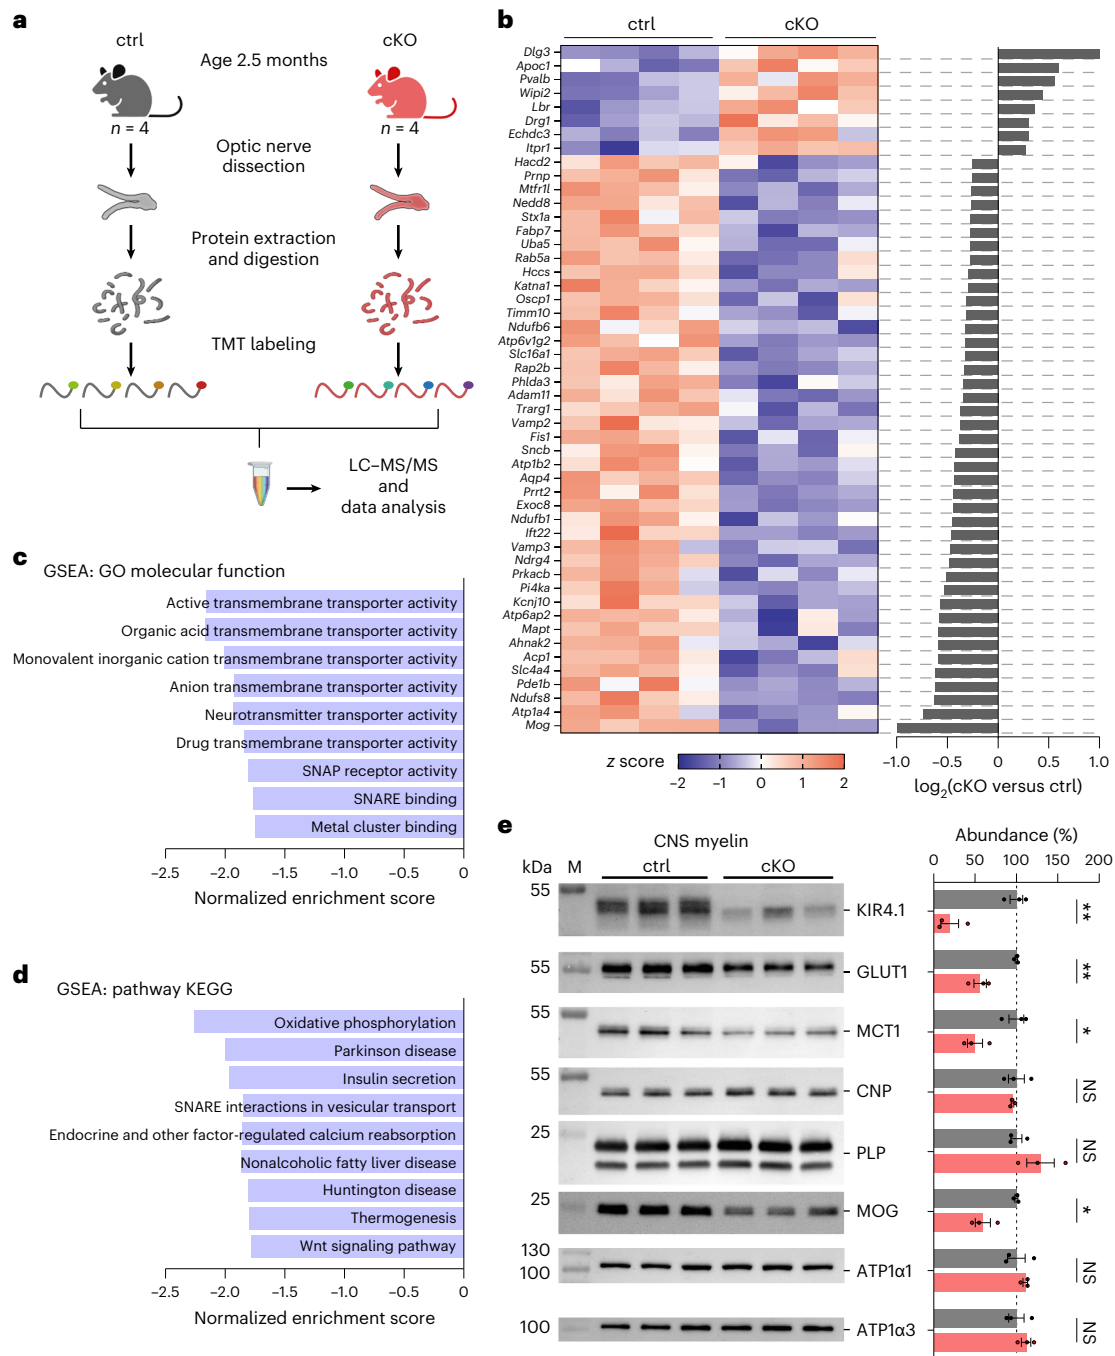 a
ctrl
cKO
Age 2.5 months
n = 4
n = 4
Optic nerve
dissection
Protein extraction
and digestion
TMT labeling
LC–MS/MS
and
data analysis
b
ctrl
cKO
Dlg3
Apoc1
Pvalb
Wipi2
Lbr
Drg1
Echdc3
Itpr1
Hacd2
Prnp
Mtfr1l
Nedd8
Stx1a
Fabp7
Uba5
Rab5a
Hccs
Katna1
Oscp1
Timm10
Ndufb6
Atp6v1g2
Slc16a1
Rap2b
Phlda3
Adam11
Trarg1
Vamp2
Fis1
Sncb
Atp1b2
Aqp4
Prrt2
Exoc8
Ndufb1
Ift22
Vamp3
Ndrg4
Prkacb
Pi4ka
Kcnj10
Atp6ap2
Mapt
Ahnak2
Acp1
Slc4a4
Pde1b
Ndufs8
Atp1a4
Mog
z score
–2 –1 0 1 2
–1.0 –0.5 0 0.5 1.0
log2(cKO versus ctrl)
c
GSEA: GO molecular function
Active transmembrane transporter activity
Organic acid transmembrane transporter activity
Monovalent inorganic cation transmembrane transporter activity
Anion transmembrane transporter activity
Neurotransmitter transporter activity
Drug transmembrane transporter activity
SNAP receptor activity
SNARE binding
Metal cluster binding
–2.5 –2.0 –1.5 –1.0 –0.5 0
Normalized enrichment score
d
GSEA: pathway KEGG
Oxidative phosphorylation
Parkinson disease
Insulin secretion
SNARE interactions in vesicular transport
Endocrine and other factor-regulated calcium reabsorption
Nonalcoholic fatty liver disease
Huntington disease
Thermogenesis
Wnt signaling pathway
–2.5 –2.0 –1.5 –1.0 –0.5 0
Normalized enrichment score
e
CNS myelin
kDa M ctrl cKO
Abundance (%)
0 50 100 150 200
55
KIR4.1
**
55
GLUT1
**
55
MCT1
*
55
CNP
NS
25
PLP
NS
25
MOG
*
130
100
ATP1α1
NS
100
ATP1α3
NS